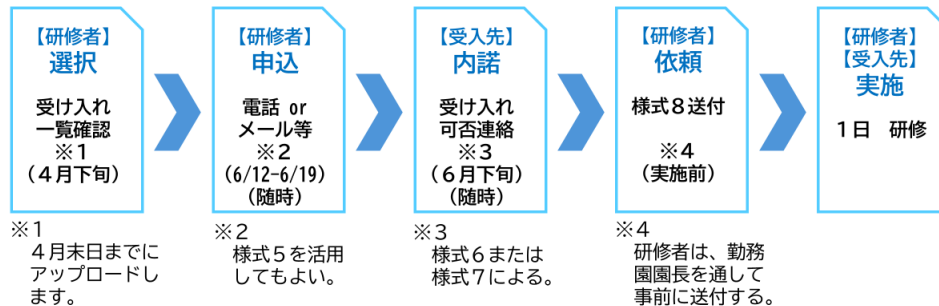 【研修者】
選択
受け入れ
一覧確認
※1
(4月下旬)
【研修者】
申込
電話 or
メール等
※2
(6/12-6/19)
(随時)
【受入先】
内諾
受け入れ
可否連絡
※3
(6月下旬)
(随時)
【研修者】
依頼
様式8送付
※4
(実施前)
【研修者】
【受入先】
実施
1日 研修
※1
4月末日までに
アップロードし
ます。
※2
様式5を活用
してもよい。
※3
様式6または
様式7による。
※4
研修者は、勤務
園園長を通して
事前に送付する。